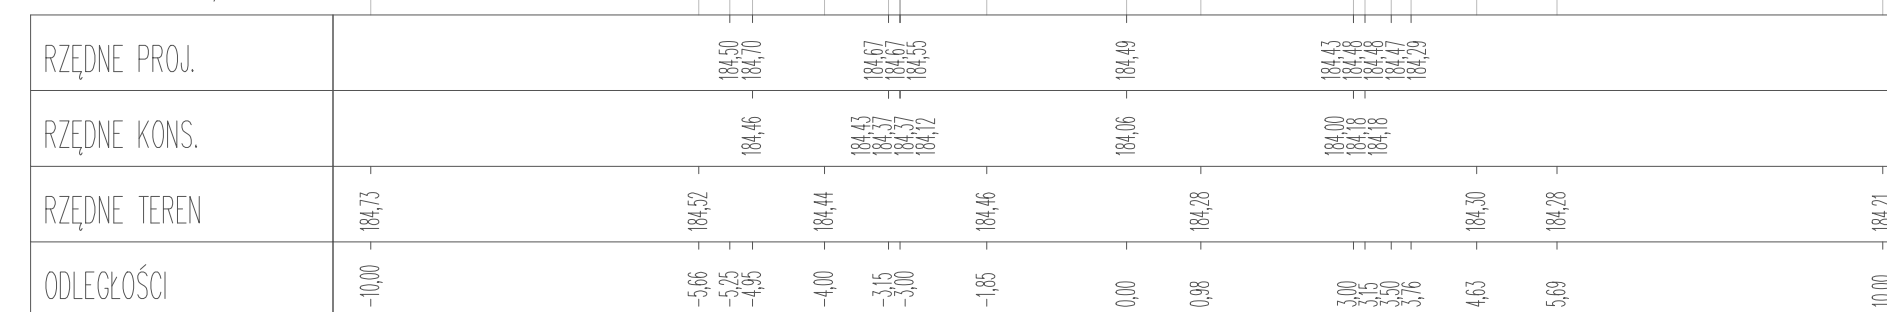 RZĘDNE PROJ. 184,50 184,70 184,67 184,67 184,55 184,49 184,43 184,48 184,48 184,47 184,29
RZĘDNE KONS. 184,46 184,43 184,37 184,37 184,12 184,06 184,00 184,18 184,18
RZĘDNE TEREN 184,73 184,52 184,44 184,46 184,28 184,30 184,28 184,21
ODLEGŁOŚCI -10,00 -5,66 -5,25 -4,95 -4,00 -3,15 -3,00 -1,85 0,00 0,98 3,00 3,15 3,50 3,76 4,63 5,69 10,00